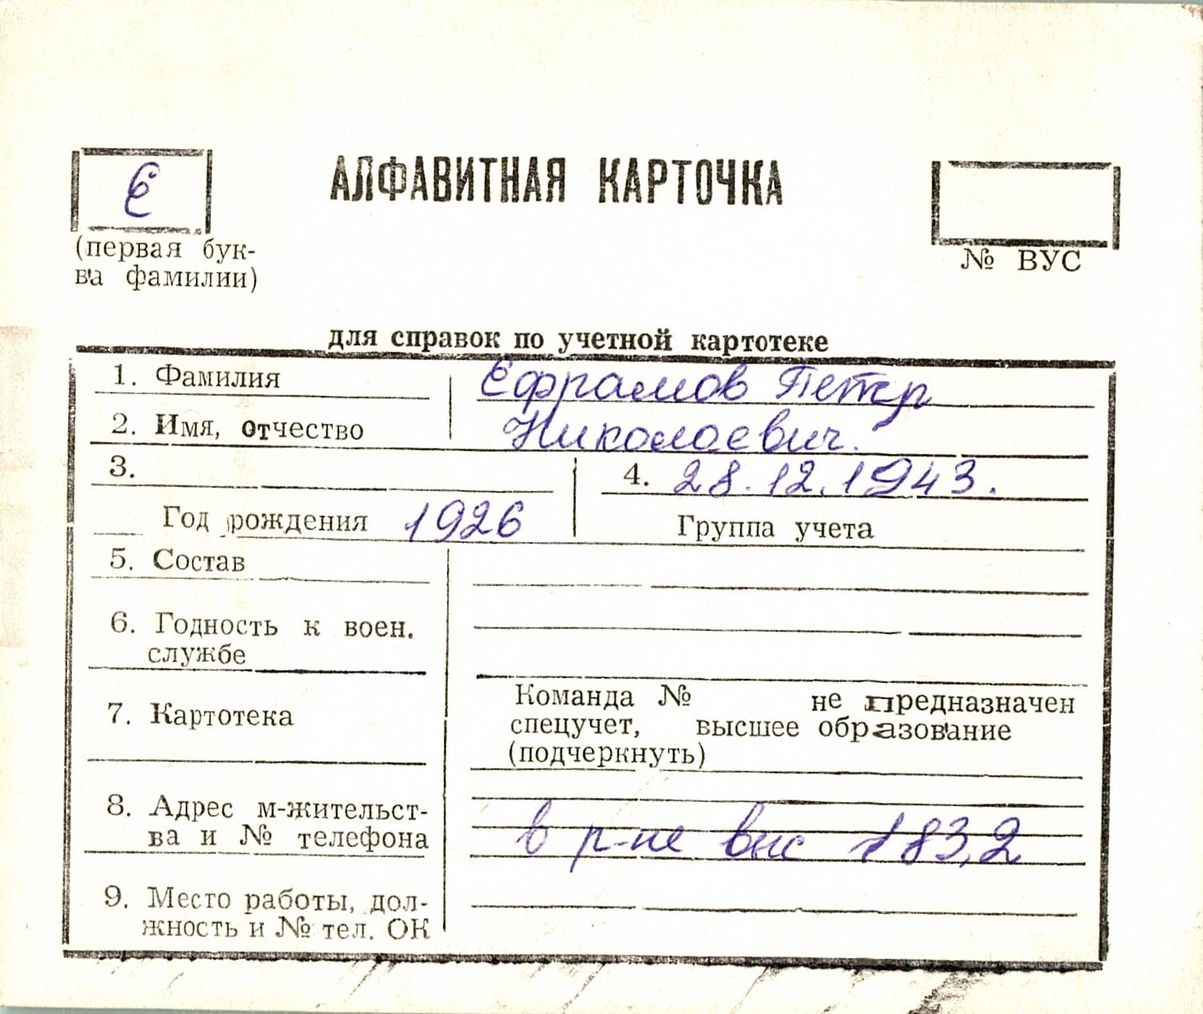 Е
АЛФАВИТНАЯ КАРТОЧКА
(первая бук-
ва фамилии)
№ ВУС
для справок по учетной картотеке
1. Фамилия
Ефрамов Петр
2. Имя, отчество
Николаевич.
3.
4. 28.12.1943.
Год рождения 1926
Группа учета
5. Состав
6. Годность к воен.
службе
7. Картотека
Команда № не предназначен
спецучет, высшее образование
(подчеркнуть)
8. Адрес м-жительст-
ва и № телефона
в р-не выс 183,2
9. Место работы, дол-
жность и № тел. ОК